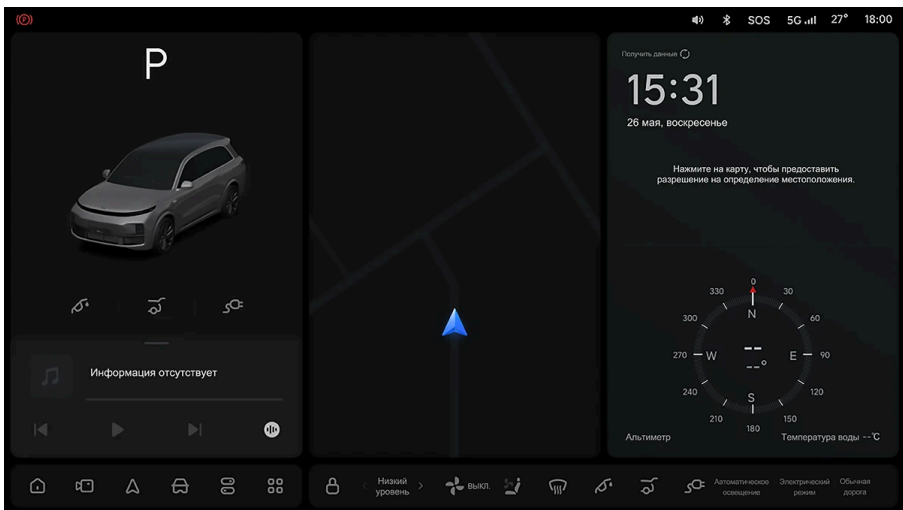 (P)
SOS
5G
27°
18:00
P
Информация отсутствует
Получить данные
15:31
26 мая, воскресенье
Нажмите на карту, чтобы предоставить
разрешение на определение местоположения.
0
330
30
N
300
60
270
W
--
E
90
--°
240
120
S
210
150
180
Альтиметр
Температура воды --°C
Низкий
уровень
ВЫКЛ.
Автоматическое
освещение
Электрический
режим
Обычная
дорога